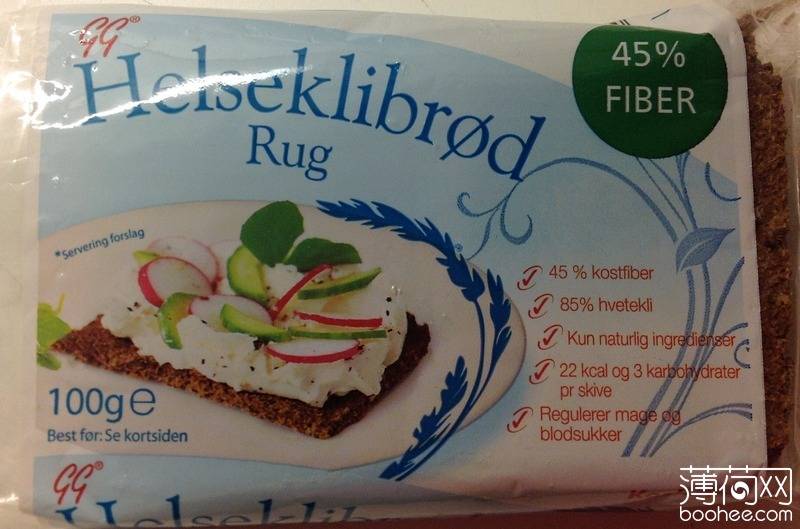 GG®
Helseklibrød
Rug
45%
FIBER
*Servering forslag
45 % kostfiber
85% hvetekli
Kun naturlig ingredienser
22 kcal og 3 karbohydrater
pr skive
Regulerer mage og
blodsukker
100g e
Best før: Se kortsiden
GG®
Helseklibrød
薄荷网
boohee.com